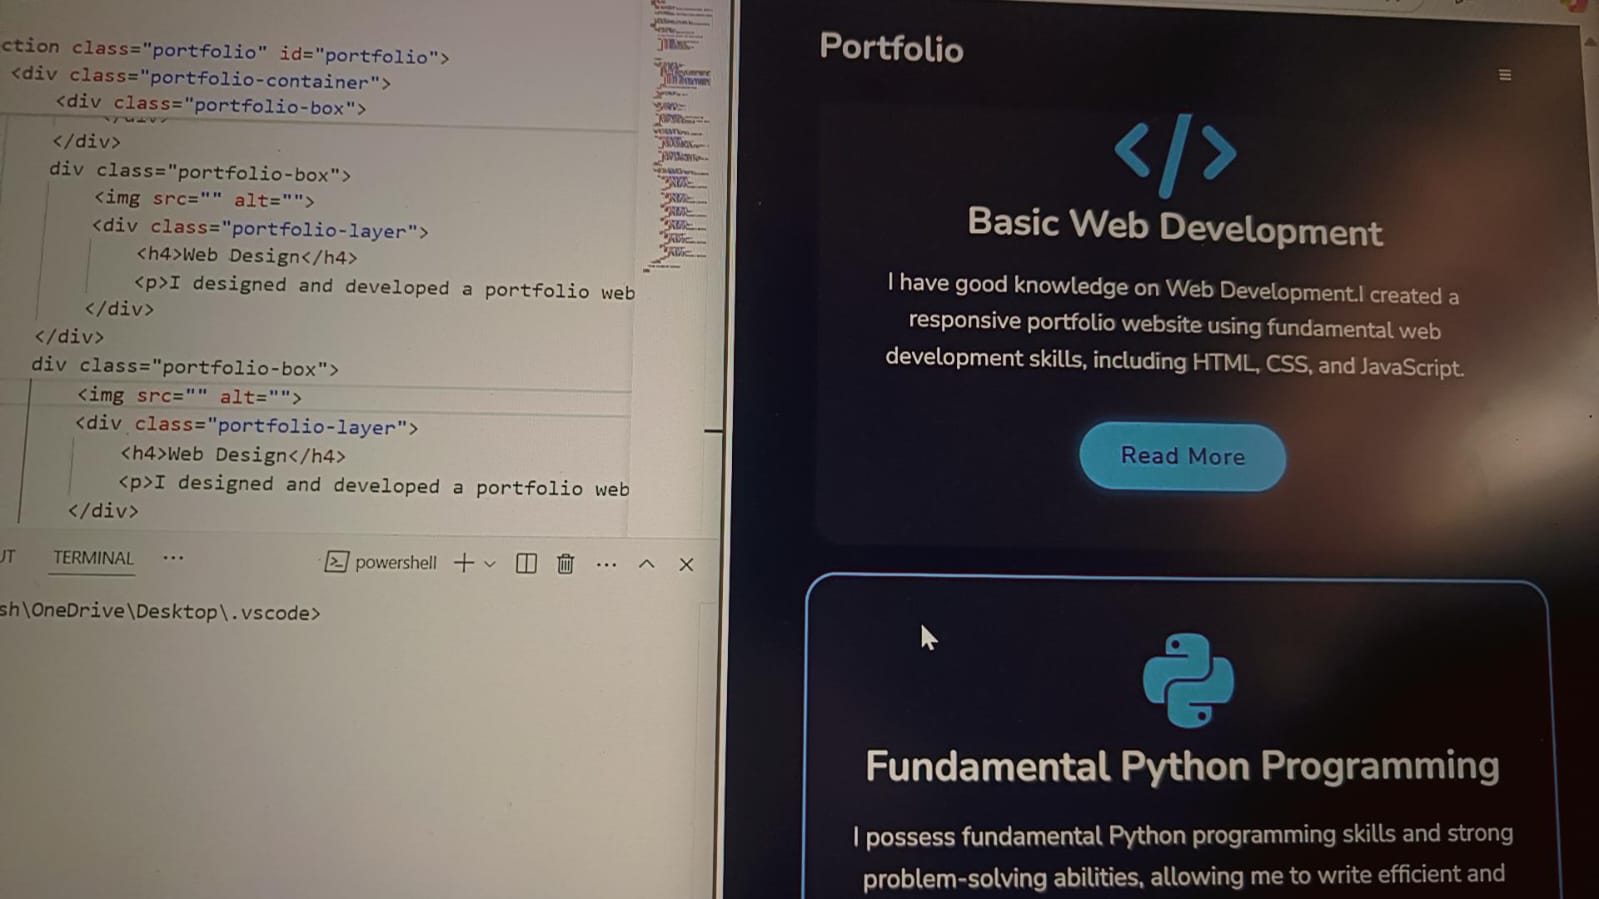 ction class="portfolio" id="portfolio">
<div class="portfolio-container">
<div class="portfolio-box">
</div>
</div>
div class="portfolio-box">
<img src="" alt="">
<div class="portfolio-layer">
<h4>Web Design</h4>
<p>I designed and developed a portfolio web
</div>
</div>
div class="portfolio-box">
<img src="" alt="">
<div class="portfolio-layer">
<h4>Web Design</h4>
<p>I designed and developed a portfolio web
</div>
UT TERMINAL ··· powershell
sh\OneDrive\Desktop\.vscode>
Portfolio
</>
Basic Web Development
I have good knowledge on Web Development.I created a
responsive portfolio website using fundamental web
development skills, including HTML, CSS, and JavaScript.
Read More
Fundamental Python Programming
I possess fundamental Python programming skills and strong
problem-solving abilities, allowing me to write efficient and